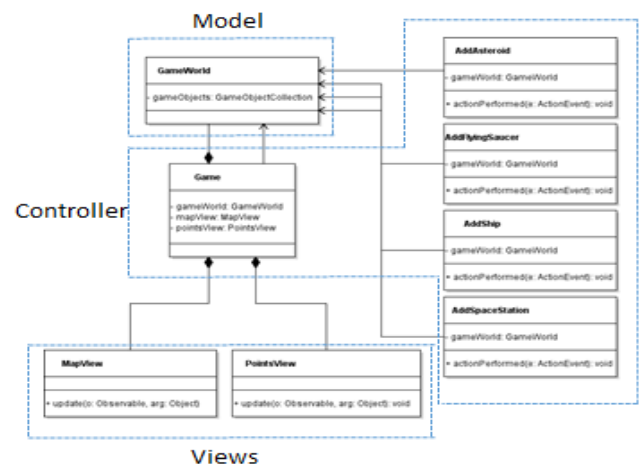 Model
GameWorld
- gameObjects: GameObjectCollection
AddAsteroid
- gameWorld: GameWorld
+ actionPerformed(e: ActionEvent): void
AddFlyingSaucer
- gameWorld: GameWorld
+ actionPerformed(e: ActionEvent): void
AddShip
- gameWorld: GameWorld
+ actionPerformed(e: ActionEvent): void
AddSpaceStation
- gameWorld: GameWorld
+ actionPerformed(e: ActionEvent): void
Controller
Game
- gameWorld: GameWorld
- mapView: MapView
- pointsView: PointsView
MapView
+ update(o: Observable, arg: Object)
PointsView
+ update(o: Observable, arg: Object): void
Views